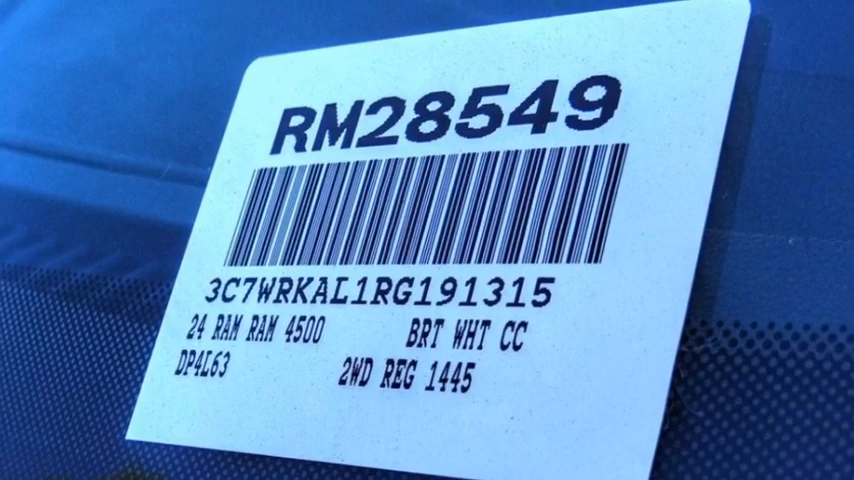 RM28549
3C7WRKAL1RG191315
24 RAM RAM 4500 BRT WHT CC
DP4L63 2WD REG 1445